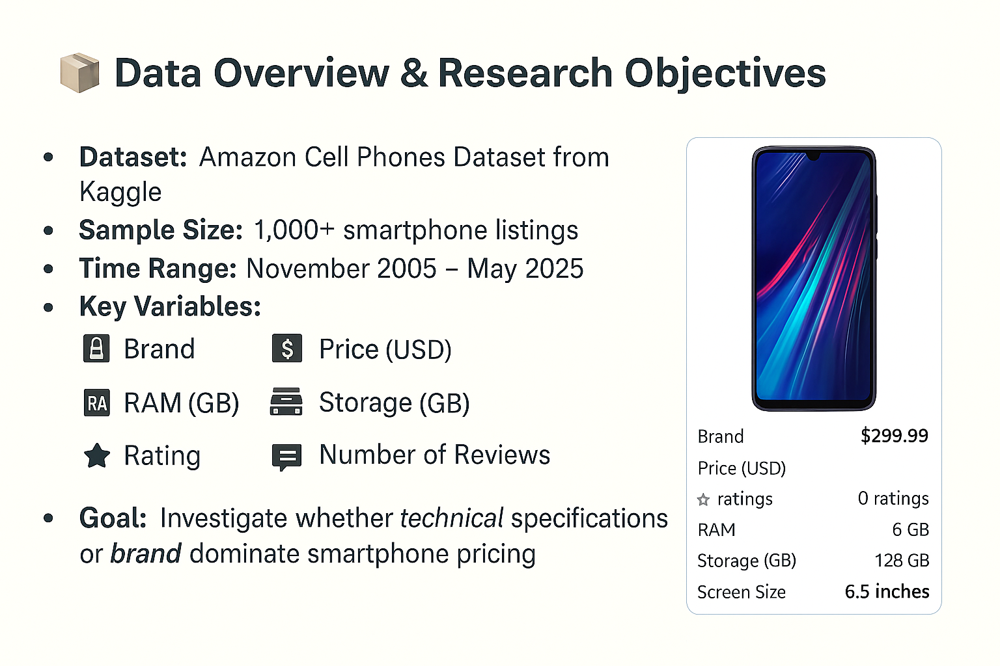 Data Overview & Research Objectives
• Dataset: Amazon Cell Phones Dataset from
Kaggle
• Sample Size: 1,000+ smartphone listings
• Time Range: November 2005 – May 2025
• Key Variables:
Brand
$ Price (USD)
RA RAM (GB)
Storage (GB)
Rating
Number of Reviews
• Goal: Investigate whether technical specifications
or brand dominate smartphone pricing
Brand $299.99
Price (USD)
ratings 0 ratings
RAM 6 GB
Storage (GB) 128 GB
Screen Size 6.5 inches